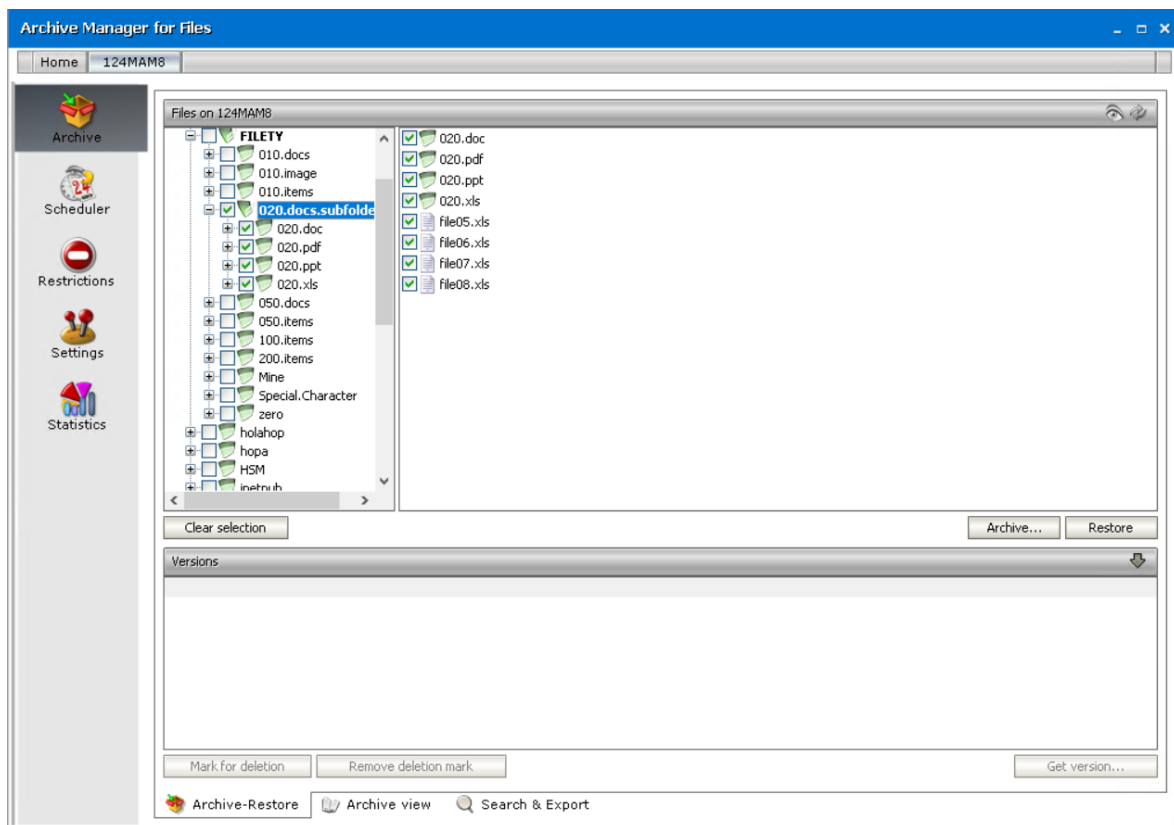 Archive Manager for Files
Home 124MAM8
Archive
Scheduler
Restrictions
Settings
Statistics
Files on 124MAM8
FILETY
010.docs
010.image
010.items
020.docs.subfolde
020.doc
020.pdf
020.ppt
020.xls
050.docs
050.items
100.items
200.items
Mine
Special.Character
zero
holahop
hopa
HSM
inetpub
020.doc
020.pdf
020.ppt
020.xls
file05.xls
file06.xls
file07.xls
file08.xls
Clear selection Archive... Restore
Versions
Mark for deletion Remove deletion mark Get version...
Archive-Restore Archive view Search & Export